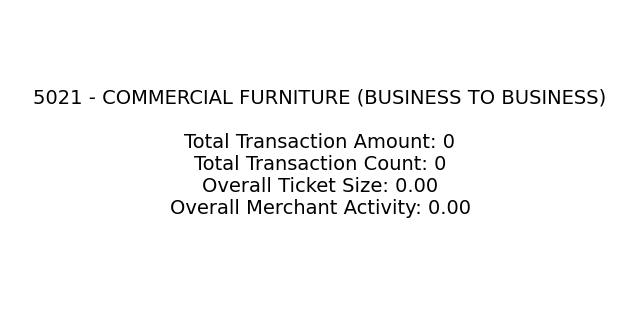 5021 - COMMERCIAL FURNITURE (BUSINESS TO BUSINESS)
Total Transaction Amount: 0
Total Transaction Count: 0
Overall Ticket Size: 0.00
Overall Merchant Activity: 0.00